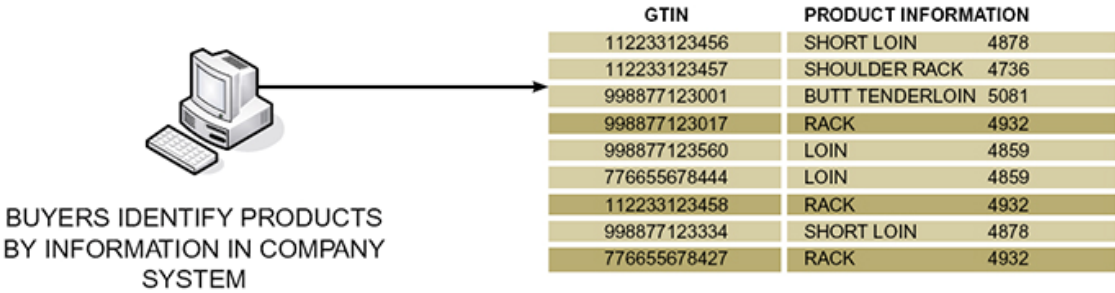 GTIN PRODUCT INFORMATION
112233123456 SHORT LOIN 4878
112233123457 SHOULDER RACK 4736
998877123001 BUTT TENDERLOIN 5081
998877123017 RACK 4932
998877123560 LOIN 4859
776655678444 LOIN 4859
112233123458 RACK 4932
998877123334 SHORT LOIN 4878
776655678427 RACK 4932
BUYERS IDENTIFY PRODUCTS
BY INFORMATION IN COMPANY
SYSTEM